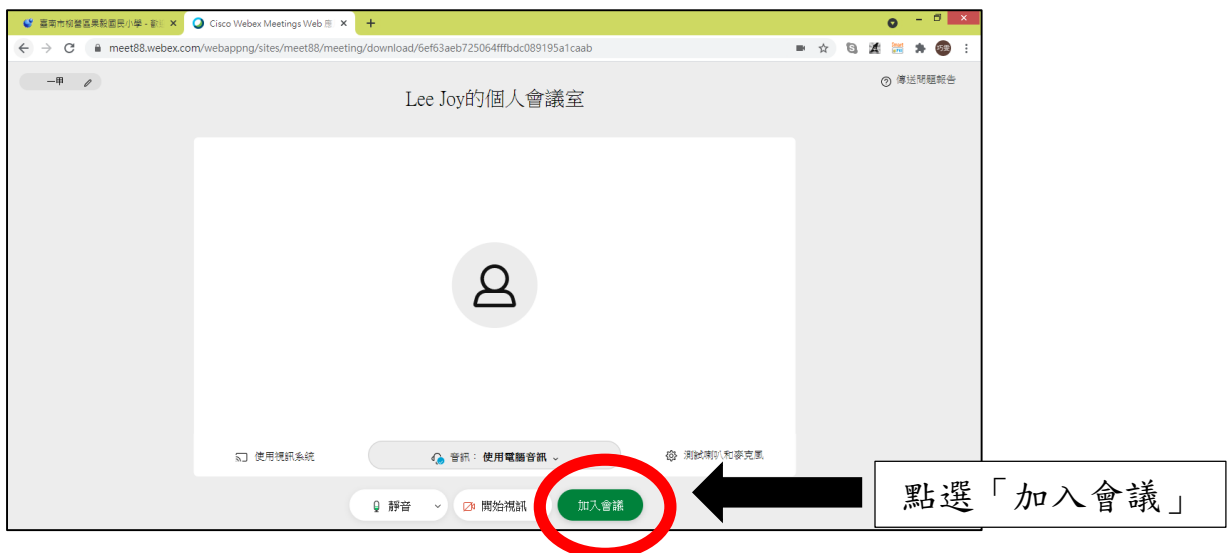 臺南市柳營區果毅國民小學 - 歡
Cisco Webex Meetings Web 應
meet88.webex.com/webappng/sites/meet88/meeting/download/6ef63aeb725064fffbdc089195a1caab
一甲
傳送問題報告
Lee Joy的個人會議室
使用視訊系統
音訊：使用電腦音訊
測試喇叭和麥克風
靜音
開始視訊
加入會議
點選「加入會議」